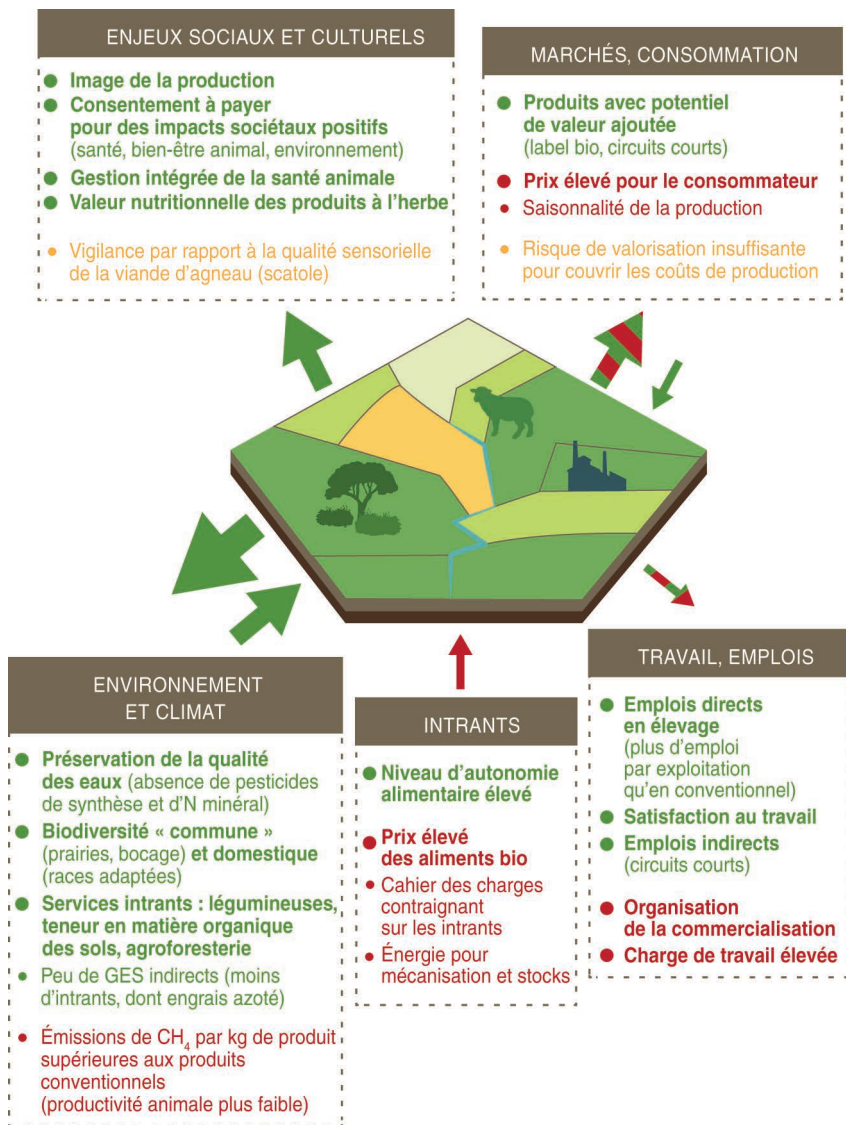 ENJEUX SOCIAUX ET CULTURELS
● Image de la production
● Consentement à payer
pour des impacts sociétaux positifs
(santé, bien-être animal, environnement)
● Gestion intégrée de la santé animale
● Valeur nutritionnelle des produits à l'herbe
• Vigilance par rapport à la qualité sensorielle
de la viande d'agneau (scatole)
MARCHÉS, CONSOMMATION
● Produits avec potentiel
de valeur ajoutée
(label bio, circuits courts)
● Prix élevé pour le consommateur
• Saisonnalité de la production
• Risque de valorisation insuffisante
pour couvrir les coûts de production
ENVIRONNEMENT
ET CLIMAT
● Préservation de la qualité
des eaux (absence de pesticides
de synthèse et d'N minéral)
● Biodiversité « commune »
(prairies, bocage) et domestique
(races adaptées)
● Services intrants : légumineuses,
teneur en matière organique
des sols, agroforesterie
• Peu de GES indirects (moins
d'intrants, dont engrais azoté)
• Émissions de CH₄ par kg de produit
supérieures aux produits
conventionnels
(productivité animale plus faible)
INTRANTS
● Niveau d'autonomie
alimentaire élevé
● Prix élevé
des aliments bio
• Cahier des charges
contraignant
sur les intrants
• Énergie pour
mécanisation et stocks
TRAVAIL, EMPLOIS
● Emplois directs
en élevage
(plus d'emploi
par exploitation
qu'en conventionnel)
● Satisfaction au travail
● Emplois indirects
(circuits courts)
● Organisation
de la commercialisation
● Charge de travail élevée